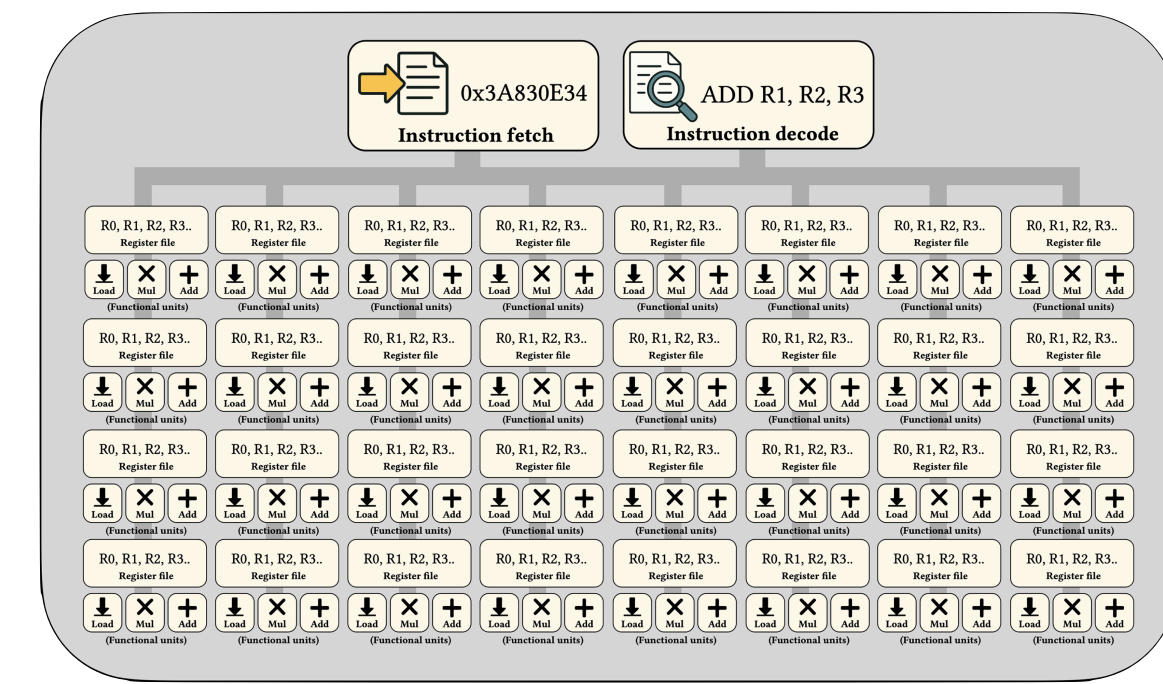 0x3A830E34 ADD R1, R2, R3
Instruction fetch Instruction decode
R0, R1, R2, R3.. R0, R1, R2, R3.. R0, R1, R2, R3.. R0, R1, R2, R3.. R0, R1, R2, R3.. R0, R1, R2, R3.. R0, R1, R2, R3.. R0, R1, R2, R3..
Register file Register file Register file Register file Register file Register file Register file Register file
Load Mul Add Load Mul Add Load Mul Add Load Mul Add Load Mul Add Load Mul Add Load Mul Add Load Mul Add
(Functional units) (Functional units) (Functional units) (Functional units) (Functional units) (Functional units) (Functional units) (Functional units)
R0, R1, R2, R3.. R0, R1, R2, R3.. R0, R1, R2, R3.. R0, R1, R2, R3.. R0, R1, R2, R3.. R0, R1, R2, R3.. R0, R1, R2, R3.. R0, R1, R2, R3..
Register file Register file Register file Register file Register file Register file Register file Register file
Load Mul Add Load Mul Add Load Mul Add Load Mul Add Load Mul Add Load Mul Add Load Mul Add Load Mul Add
(Functional units) (Functional units) (Functional units) (Functional units) (Functional units) (Functional units) (Functional units) (Functional units)
R0, R1, R2, R3.. R0, R1, R2, R3.. R0, R1, R2, R3.. R0, R1, R2, R3.. R0, R1, R2, R3.. R0, R1, R2, R3.. R0, R1, R2, R3.. R0, R1, R2, R3..
Register file Register file Register file Register file Register file Register file Register file Register file
Load Mul Add Load Mul Add Load Mul Add Load Mul Add Load Mul Add Load Mul Add Load Mul Add Load Mul Add
(Functional units) (Functional units) (Functional units) (Functional units) (Functional units) (Functional units) (Functional units) (Functional units)
R0, R1, R2, R3.. R0, R1, R2, R3.. R0, R1, R2, R3.. R0, R1, R2, R3.. R0, R1, R2, R3.. R0, R1, R2, R3.. R0, R1, R2, R3.. R0, R1, R2, R3..
Register file Register file Register file Register file Register file Register file Register file Register file
Load Mul Add Load Mul Add Load Mul Add Load Mul Add Load Mul Add Load Mul Add Load Mul Add Load Mul Add
(Functional units) (Functional units) (Functional units) (Functional units) (Functional units) (Functional units) (Functional units) (Functional units)